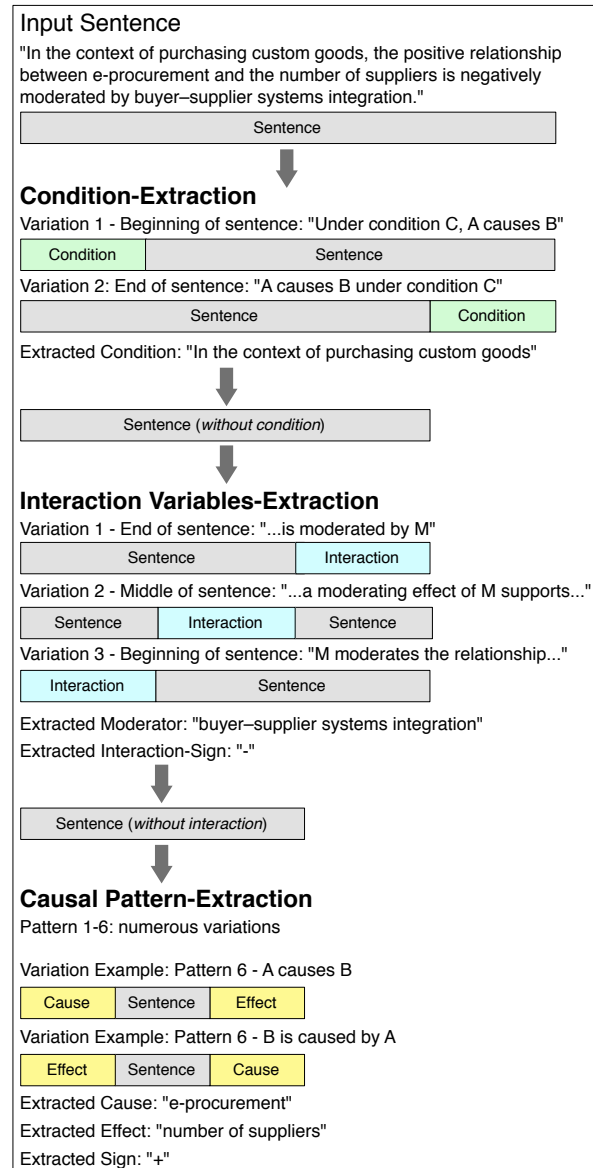 Input Sentence
"In the context of purchasing custom goods, the positive relationship
between e-procurement and the number of suppliers is negatively
moderated by buyer–supplier systems integration."
Sentence
Condition-Extraction
Variation 1 - Beginning of sentence: "Under condition C, A causes B"
Condition Sentence
Variation 2: End of sentence: "A causes B under condition C"
Sentence Condition
Extracted Condition: "In the context of purchasing custom goods"
Sentence (without condition)
Interaction Variables-Extraction
Variation 1 - End of sentence: "...is moderated by M"
Sentence Interaction
Variation 2 - Middle of sentence: "...a moderating effect of M supports..."
Sentence Interaction Sentence
Variation 3 - Beginning of sentence: "M moderates the relationship..."
Interaction Sentence
Extracted Moderator: "buyer–supplier systems integration"
Extracted Interaction-Sign: "-"
Sentence (without interaction)
Causal Pattern-Extraction
Pattern 1-6: numerous variations
Variation Example: Pattern 6 - A causes B
Cause Sentence Effect
Variation Example: Pattern 6 - B is caused by A
Effect Sentence Cause
Extracted Cause: "e-procurement"
Extracted Effect: "number of suppliers"
Extracted Sign: "+"